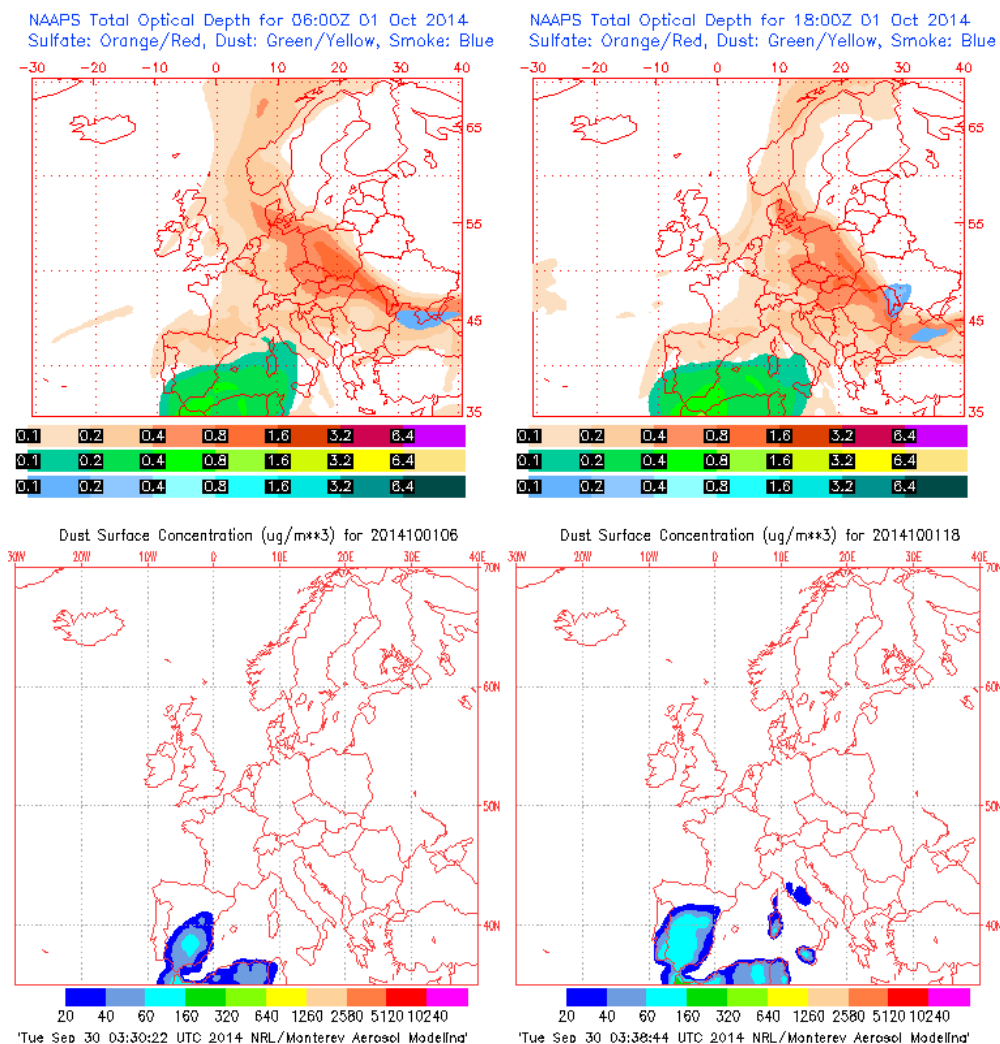 NAAPS Total Optical Depth for 06:00Z 01 Oct 2014
Sulfate: Orange/Red, Dust: Green/Yellow, Smoke: Blue
-30 -20 -10 0 10 20 30 40
65
55
45
35
0.1 0.2 0.4 0.8 1.6 3.2 6.4
0.1 0.2 0.4 0.8 1.6 3.2 6.4
0.1 0.2 0.4 0.8 1.6 3.2 6.4
NAAPS Total Optical Depth for 18:00Z 01 Oct 2014
Sulfate: Orange/Red, Dust: Green/Yellow, Smoke: Blue
-30 -20 -10 0 10 20 30 40
65
55
45
35
0.1 0.2 0.4 0.8 1.6 3.2 6.4
0.1 0.2 0.4 0.8 1.6 3.2 6.4
0.1 0.2 0.4 0.8 1.6 3.2 6.4
Dust Surface Concentration (ug/m**3) for 2014100106
30W 20W 10W 0 10E 20E 30E 40E
70N
60N
50N
40N
20 40 60 160 320 640 1260 2580 5120 10240
'Tue Sep 30 03:30:22 UTC 2014 NRL/Monterey Aerosol Modeling'
Dust Surface Concentration (ug/m**3) for 2014100118
30W 20W 10W 0 10E 20E 30E 40E
70N
60N
50N
40N
20 40 60 160 320 640 1260 2580 5120 10240
'Tue Sep 30 03:38:44 UTC 2014 NRL/Monterey Aerosol Modeling'